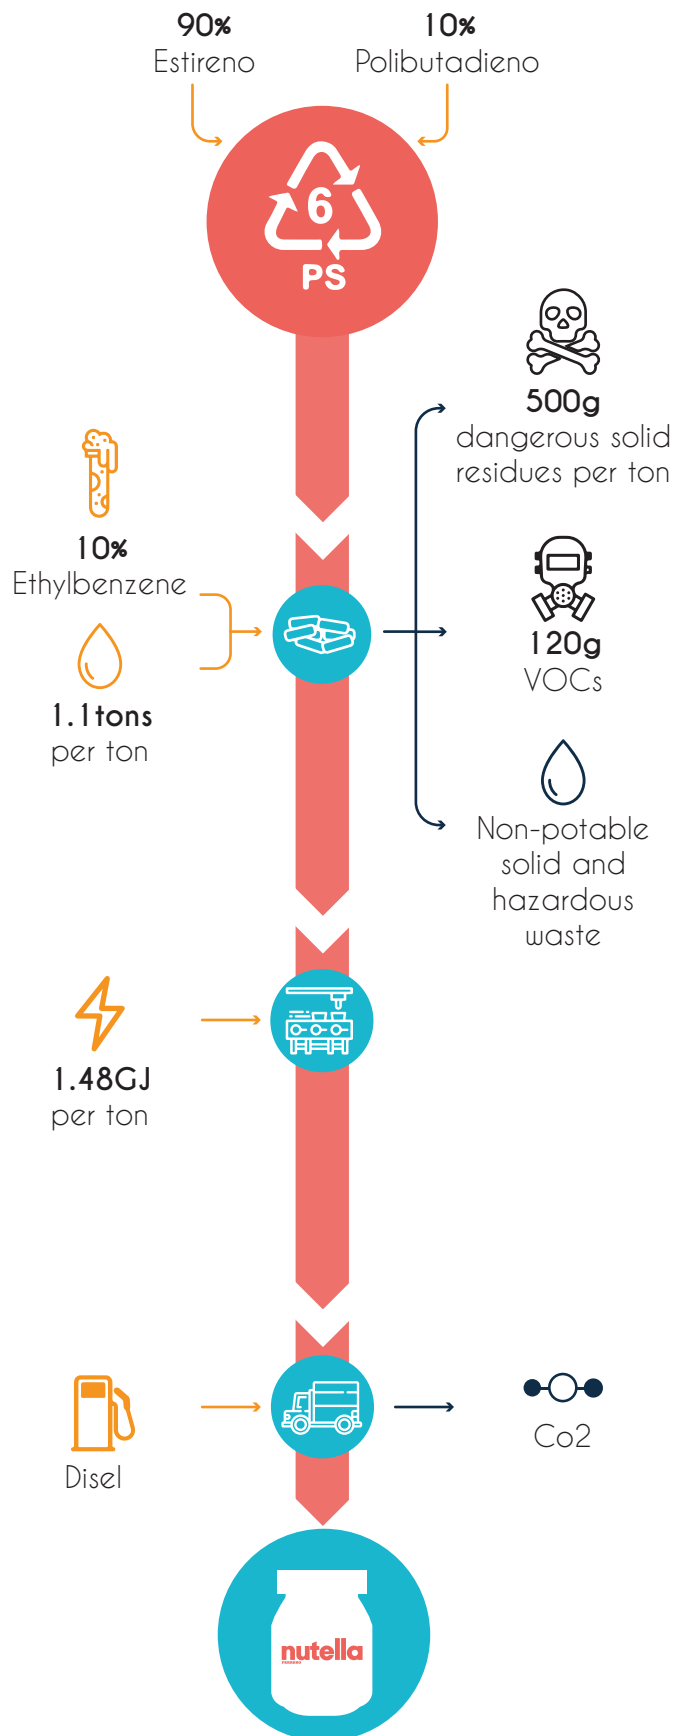 90%
Estireno
10%
Polibutadieno
6
PS
500g
dangerous solid
residues per ton
10%
Ethylbenzene
120g
VOCs
1.1tons
per ton
Non-potable
solid and
hazardous
waste
1.48GJ
per ton
Disel
Co2
nutella
FERRERO